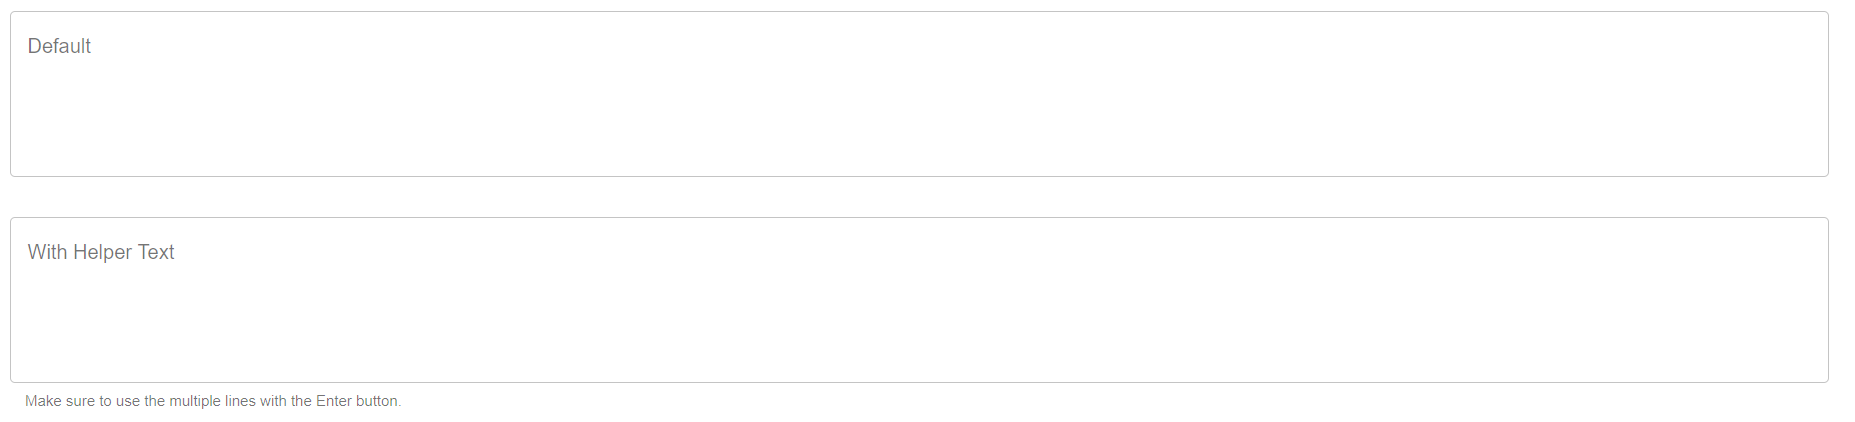 Default
With Helper Text
Make sure to use the multiple lines with the Enter button.